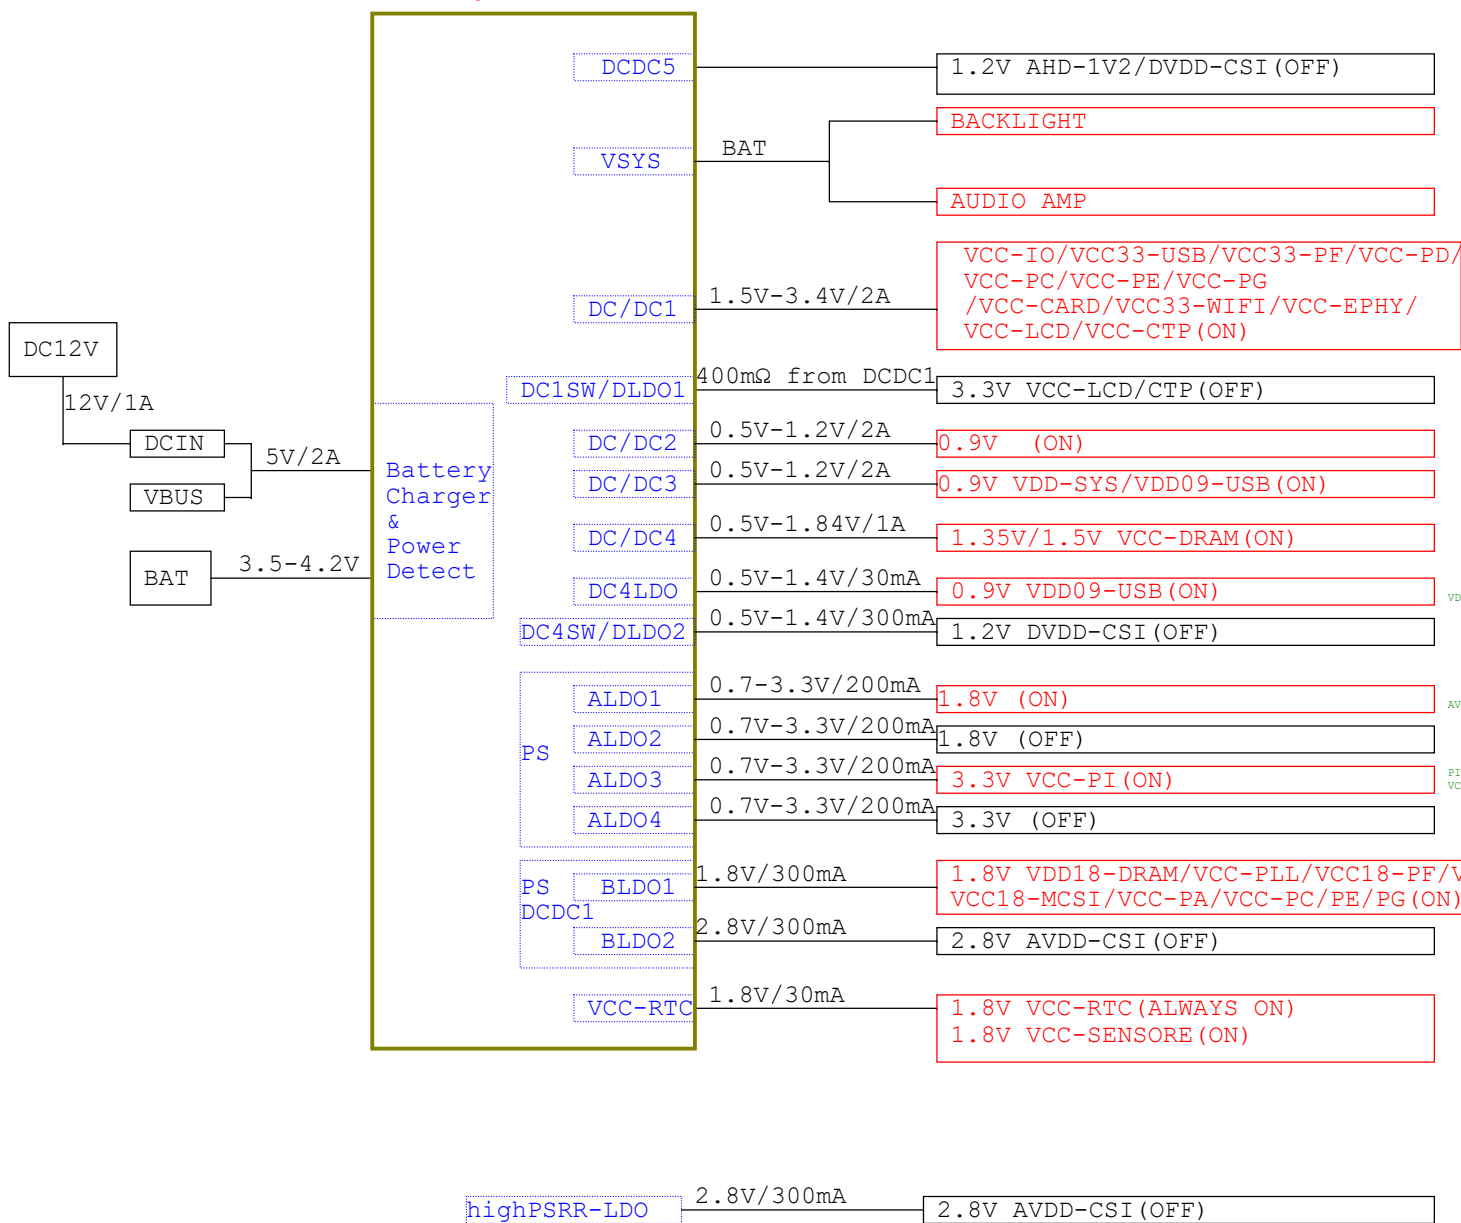 DCDC5
1.2V AHD-1V2/DVDD-CSI(OFF)
BACKLIGHT
VSYS
BAT
AUDIO AMP
DC/DC1
1.5V-3.4V/2A
VCC-IO/VCC33-USB/VCC33-PF/VCC-PD/
VCC-PC/VCC-PE/VCC-PG
/VCC-CARD/VCC33-WIFI/VCC-EPHY/
VCC-LCD/VCC-CTP(ON)
DC12V
12V/1A
DCIN
VBUS
5V/2A
BAT
3.5-4.2V
Battery
Charger
&
Power
Detect
DC1SW/DLDO1
400mΩ from DCDC1
3.3V VCC-LCD/CTP(OFF)
DC/DC2
0.5V-1.2V/2A
0.9V (ON)
DC/DC3
0.5V-1.2V/2A
0.9V VDD-SYS/VDD09-USB(ON)
DC/DC4
0.5V-1.84V/1A
1.35V/1.5V VCC-DRAM(ON)
DC4LDO
0.5V-1.4V/30mA
0.9V VDD09-USB(ON)
VD
DC4SW/DLDO2
0.5V-1.4V/300mA
1.2V DVDD-CSI(OFF)
PS
ALDO1
0.7-3.3V/200mA
1.8V (ON)
AV
ALDO2
0.7V-3.3V/200mA
1.8V (OFF)
ALDO3
0.7V-3.3V/200mA
3.3V VCC-PI(ON)
PI
VC
ALDO4
0.7V-3.3V/200mA
3.3V (OFF)
PS
DCDC1
BLDO1
1.8V/300mA
1.8V VDD18-DRAM/VCC-PLL/VCC18-PF/V
VCC18-MCSI/VCC-PA/VCC-PC/PE/PG(ON)
BLDO2
2.8V/300mA
2.8V AVDD-CSI(OFF)
VCC-RTC
1.8V/30mA
1.8V VCC-RTC(ALWAYS ON)
1.8V VCC-SENSORE(ON)
highPSRR-LDO
2.8V/300mA
2.8V AVDD-CSI(OFF)